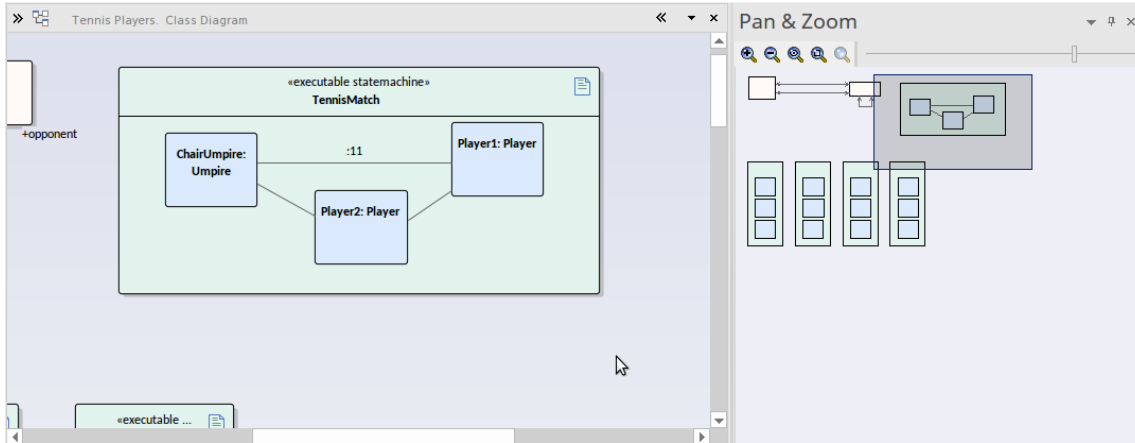 Tennis Players. Class Diagram
Pan & Zoom
«executable statemachine»
TennisMatch
+opponent
ChairUmpire:
Umpire
:11
Player1: Player
Player2: Player
«executable ...